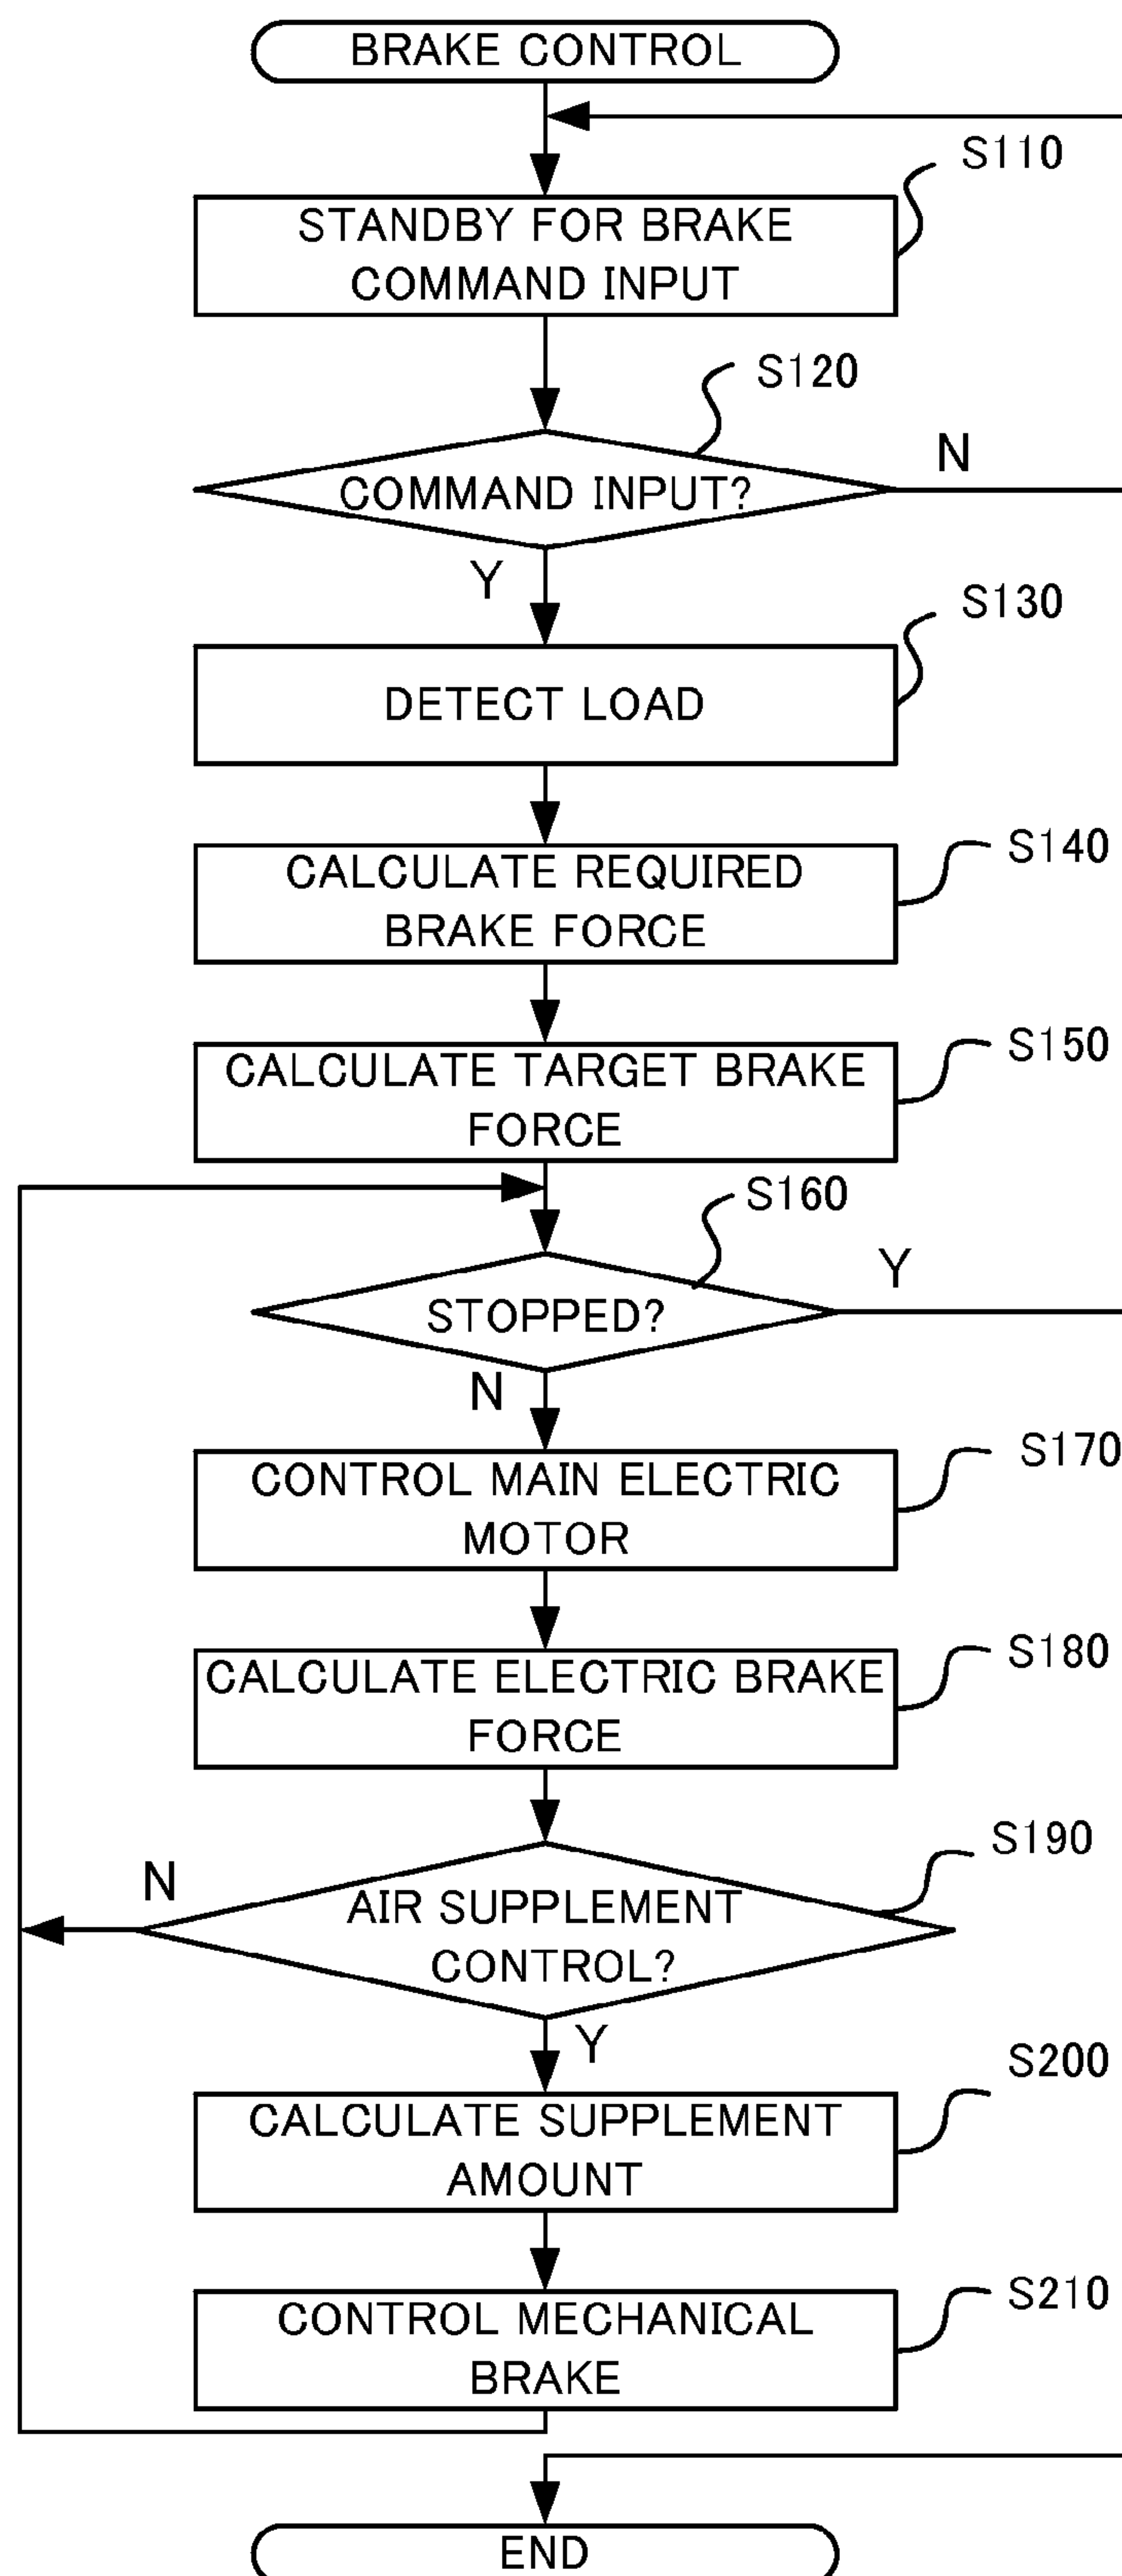 BRAKE CONTROL
S110
STANDBY FOR BRAKE
COMMAND INPUT
S120
N
COMMAND INPUT?
Y
S130
DETECT LOAD
S140
CALCULATE REQUIRED
BRAKE FORCE
S150
CALCULATE TARGET BRAKE
FORCE
S160
Y
STOPPED?
N
S170
CONTROL MAIN ELECTRIC
MOTOR
S180
CALCULATE ELECTRIC BRAKE
FORCE
S190
N
AIR SUPPLEMENT
CONTROL?
Y
S200
CALCULATE SUPPLEMENT
AMOUNT
S210
CONTROL MECHANICAL
BRAKE
END